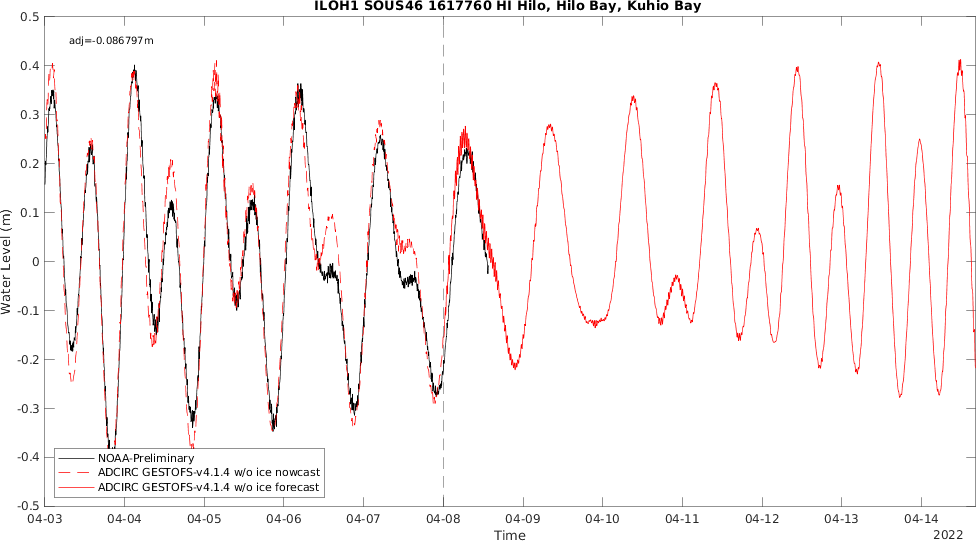 ILOH1 SOUS46 1617760 HI Hilo, Hilo Bay, Kuhio Bay
adj=-0.086797m
0.5
0.4
0.3
0.2
0.1
0
-0.1
-0.2
-0.3
-0.4
-0.5
Water Level (m)
NOAA-Preliminary
ADCIRC GESTOFS-v4.1.4 w/o ice nowcast
ADCIRC GESTOFS-v4.1.4 w/o ice forecast
04-03 04-04 04-05 04-06 04-07 04-08 04-09 04-10 04-11 04-12 04-13 04-14
Time
2022